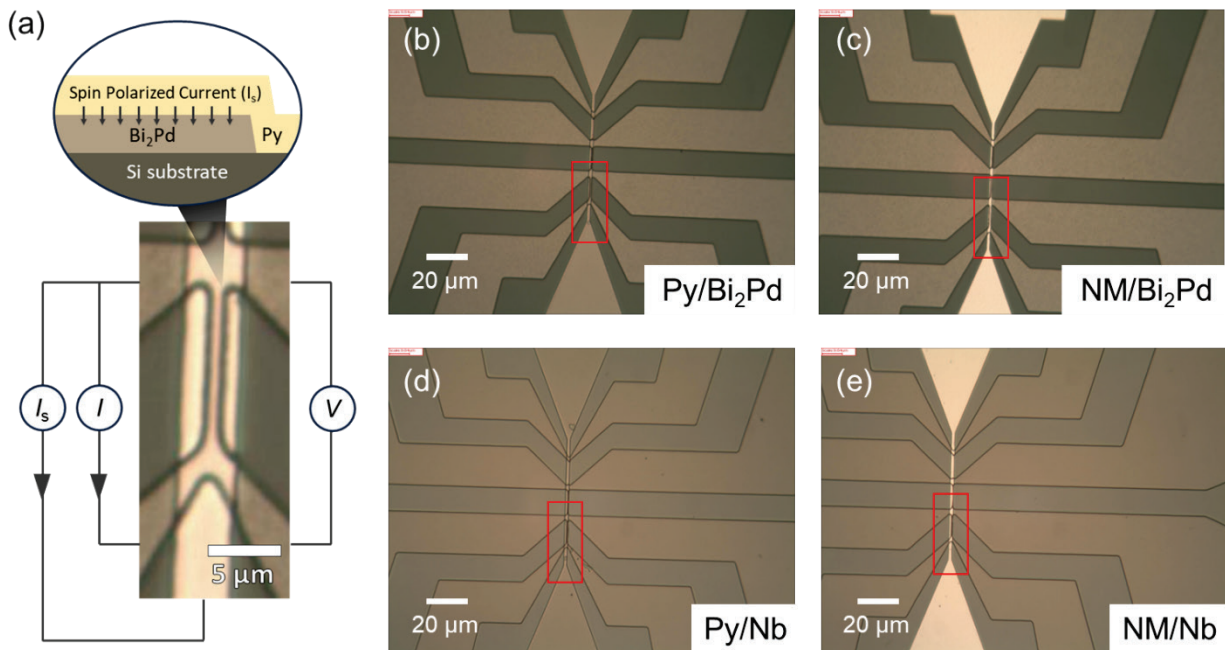 (a)
Spin Polarized Current (Iₛ)
Bi₂Pd
Py
Si substrate
Iₛ
I
V
5 μm
(b)
20 μm
Py/Bi₂Pd
(c)
20 μm
NM/Bi₂Pd
(d)
20 μm
Py/Nb
(e)
20 μm
NM/Nb